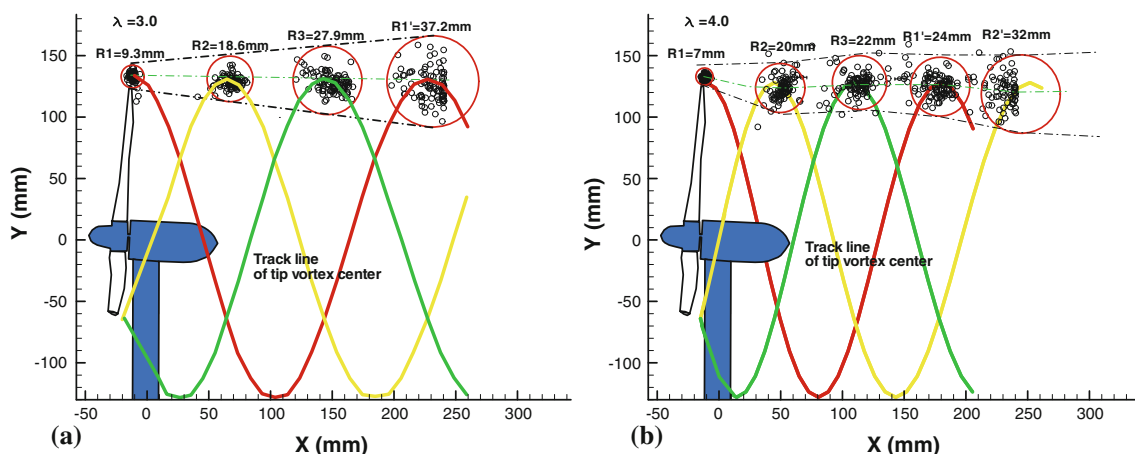 λ =3.0
R1=9.3mm
R2=18.6mm
R3=27.9mm
R1'=37.2mm
150
100
50
0
-50
-100
Y (mm)
Track line
of tip vortex center
-50 0 50 100 150 200 250 300
(a)
X (mm)
λ =4.0
R1=7mm
R2=20mm
R3=22mm
R1'=24mm
R2'=32mm
150
100
50
0
-50
-100
Y (mm)
Track line
of tip vortex center
-50 0 50 100 150 200 250 300
(b)
X (mm)